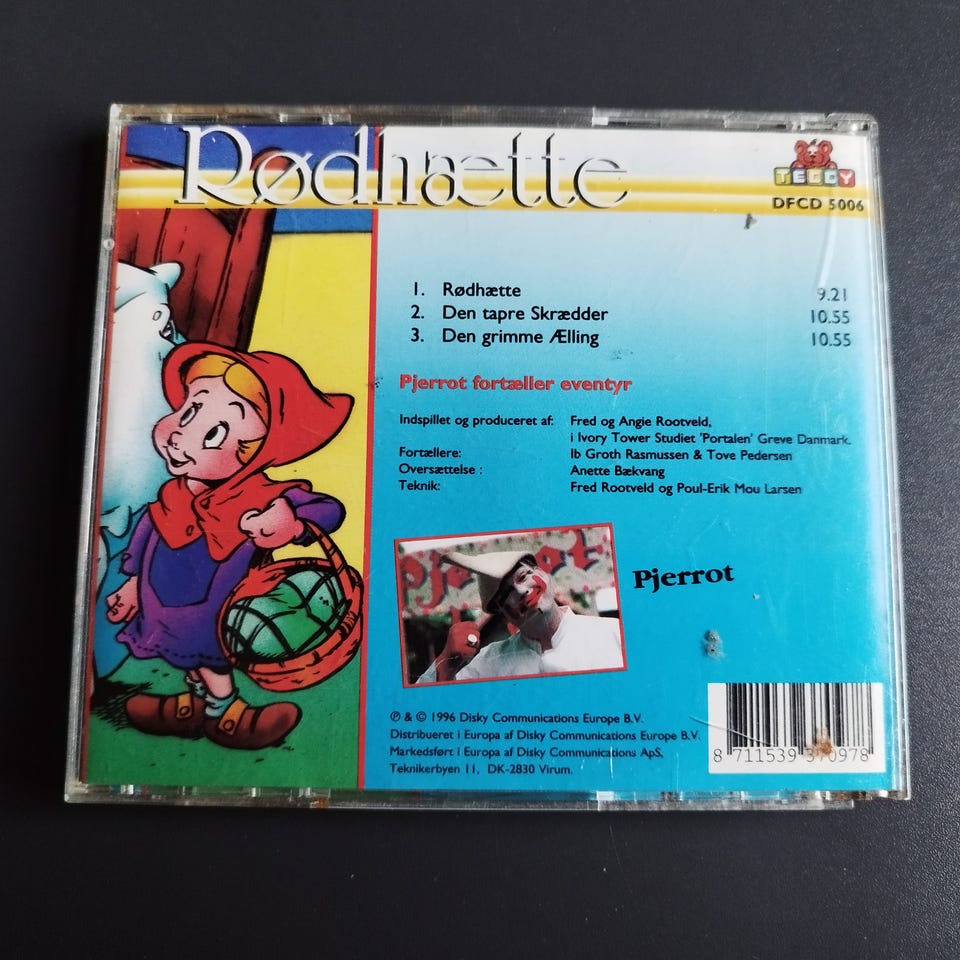 Rødhætte
TEDDY
DFCD 5006
1. Rødhætte 9.21
2. Den tapre Skrædder 10.55
3. Den grimme Ælling 10.55
Pjerrot fortæller eventyr
Indspillet og produceret af: Fred og Angie Rootveld,
i Ivory Tower Studiet 'Portalen' Greve Danmark.
Fortællere: Ib Groth Rasmussen & Tove Pedersen
Oversættelse : Anette Bækvang
Teknik: Fred Rootveld og Poul-Erik Mou Larsen
Pjerrot
Pjerrot
℗ & © 1996 Disky Communications Europe B.V.
Distribueret i Europa af Disky Communications Europe B.V.
Markedsført i Europa af Disky Communications ApS,
Teknikerbyen 11, DK-2830 Virum.
8 711539 370978